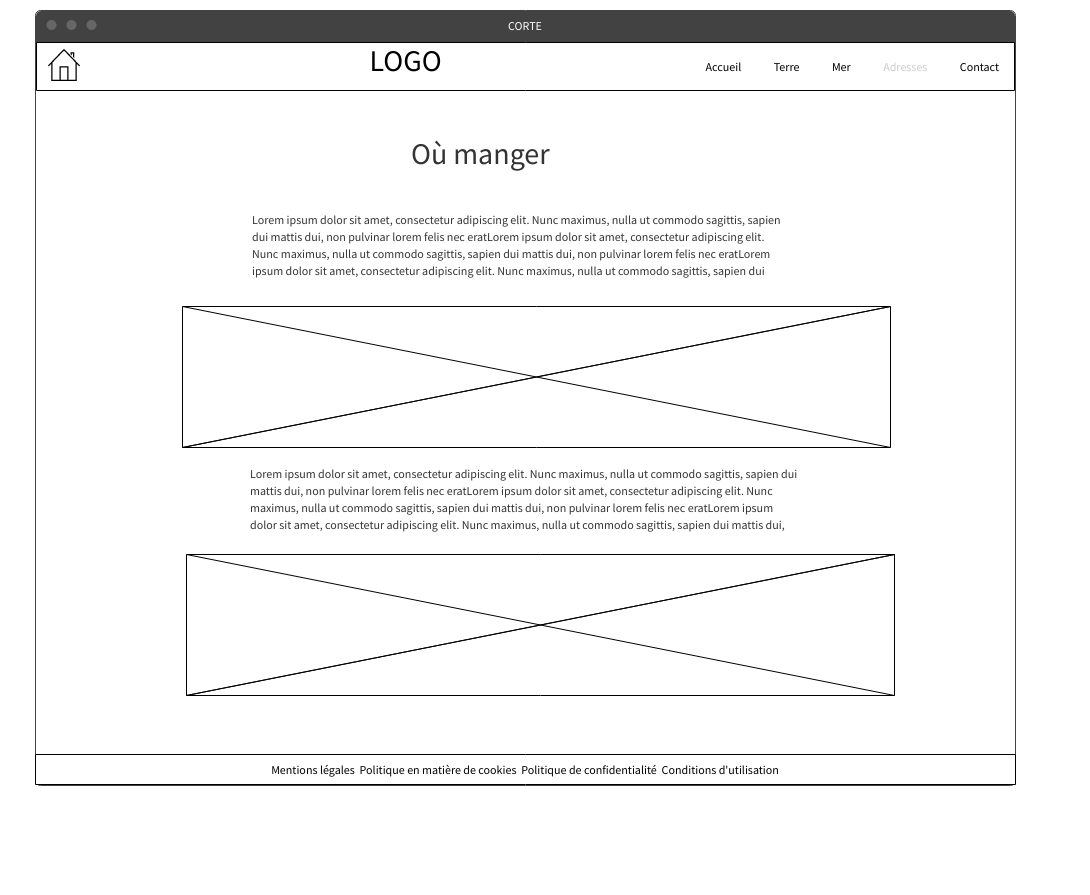 CORTE
LOGO
Accueil Terre Mer Adresses Contact
Où manger
Lorem ipsum dolor sit amet, consectetur adipiscing elit. Nunc maximus, nulla ut commodo sagittis, sapien
dui mattis dui, non pulvinar lorem felis nec eratLorem ipsum dolor sit amet, consectetur adipiscing elit.
Nunc maximus, nulla ut commodo sagittis, sapien dui mattis dui, non pulvinar lorem felis nec eratLorem
ipsum dolor sit amet, consectetur adipiscing elit. Nunc maximus, nulla ut commodo sagittis, sapien dui
Lorem ipsum dolor sit amet, consectetur adipiscing elit. Nunc maximus, nulla ut commodo sagittis, sapien dui
mattis dui, non pulvinar lorem felis nec eratLorem ipsum dolor sit amet, consectetur adipiscing elit. Nunc
maximus, nulla ut commodo sagittis, sapien dui mattis dui, non pulvinar lorem felis nec eratLorem ipsum
dolor sit amet, consectetur adipiscing elit. Nunc maximus, nulla ut commodo sagittis, sapien dui mattis dui,
Mentions légales Politique en matière de cookies Politique de confidentialité Conditions d'utilisation